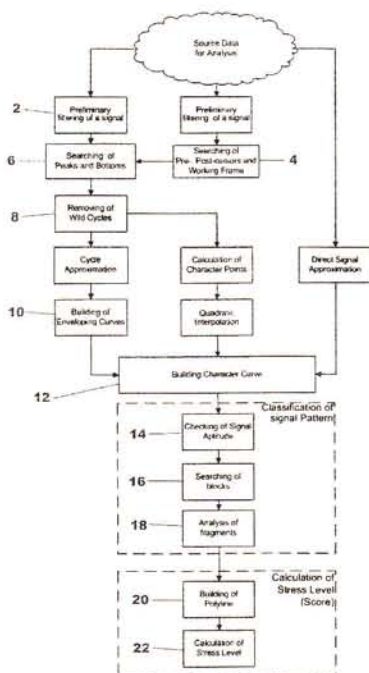 Source Data
for Analysis
2
Preliminary
filtering of a signal
Preliminary
filtering of a signal
6
Searching of
Peaks and Bottoms
Searching of
Pre-, Post-cursors and
Working Frame
4
8
Removing of
Wild Cycles
Cycle
Approximation
Calculation of
Character Points
Direct Signal
Approximation
10
Building of
Enveloping Curves
Quadratic
Interpolation
12
Building Character Curve
Classification of
signal Pattern
14
Checking of Signal
Aptitude
16
Searching of
blocks
18
Analysis of
fragments
Calculation of
Stress Level
(Score)
20
Building of
Polyline
22
Calculation of
Stress Level